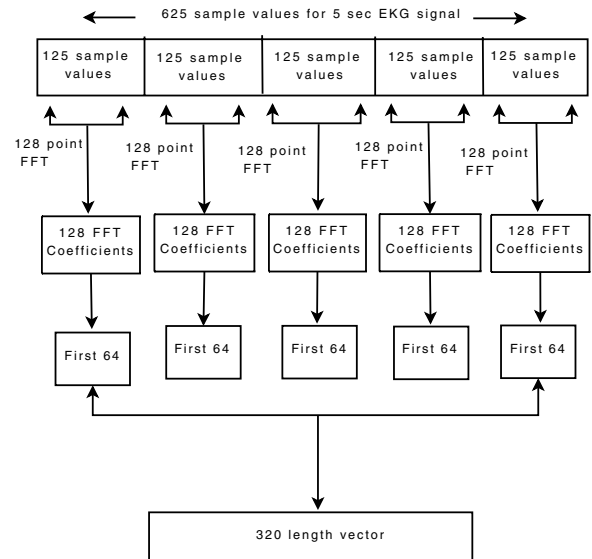 625 sample values for 5 sec EKG signal
125 sample
values
125 sample
values
125 sample
values
125 sample
values
125 sample
values
128 point
FFT
128 point
FFT
128 point
FFT
128 point
FFT
128 point
FFT
128 FFT
Coefficients
128 FFT
Coefficients
128 FFT
Coefficients
128 FFT
Coefficients
128 FFT
Coefficients
First 64
First 64
First 64
First 64
First 64
320 length vector